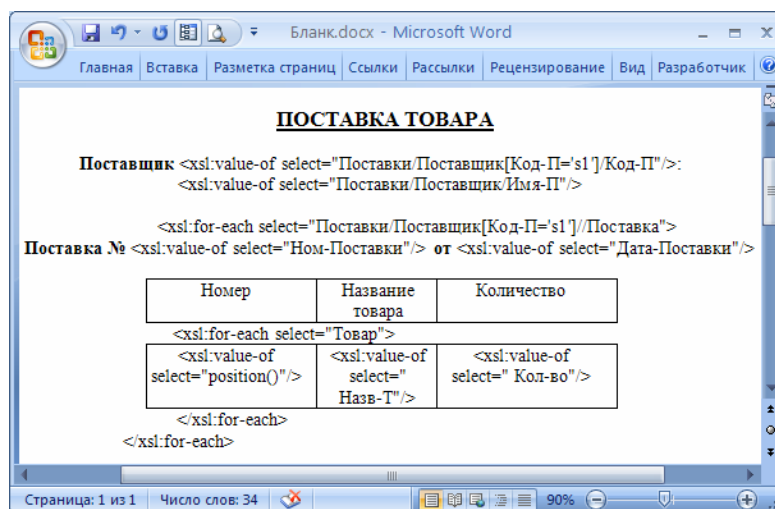 Бланк.docx - Microsoft Word
Главная Вставка Разметка страниц Ссылки Рассылки Рецензирование Вид Разработчик
ПОСТАВКА ТОВАРА
Поставщик <xsl:value-of select="Поставки/Поставщик[Код-П='s1']/Код-П"/>:
<xsl:value-of select="Поставки/Поставщик/Имя-П"/>
<xsl:for-each select="Поставки/Поставщик[Код-П='s1']//Поставка">
Поставка № <xsl:value-of select="Ном-Поставки"/> от <xsl:value-of select="Дата-Поставки"/>
Номер Название Количество
товара
<xsl:for-each select="Товар">
<xsl:value-of <xsl:value-of <xsl:value-of
select="position()"/> select=" select=" Кол-во"/>
Назв-Т"/>
</xsl:for-each>
</xsl:for-each>
Страница: 1 из 1 Число слов: 34 90%